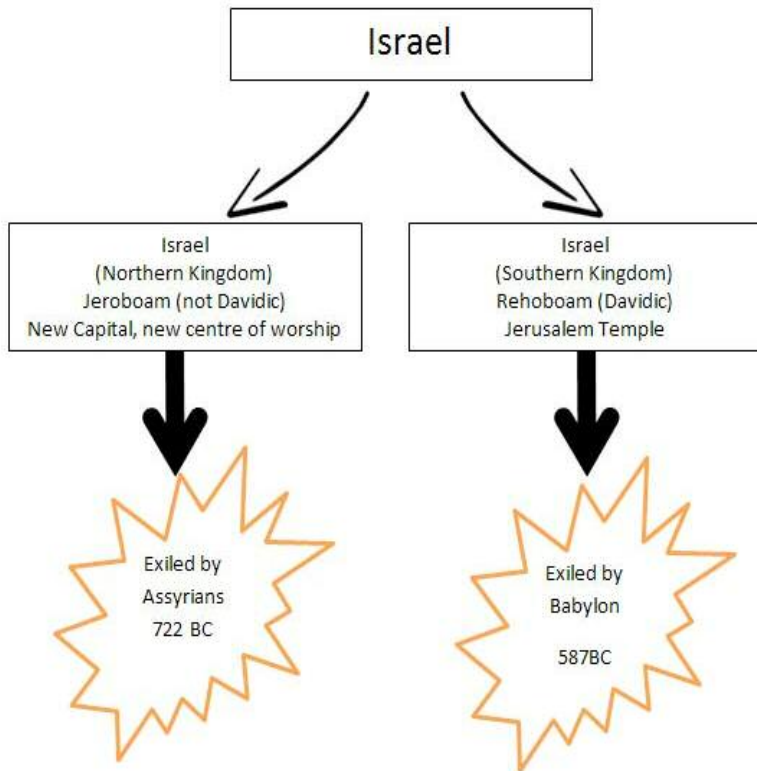 Israel
Israel
(Northern Kingdom)
Jeroboam (not Davidic)
New Capital, new centre of worship
Israel
(Southern Kingdom)
Rehoboam (Davidic)
Jerusalem Temple
Exiled by
Assyrians
722 BC
Exiled by
Babylon
587BC